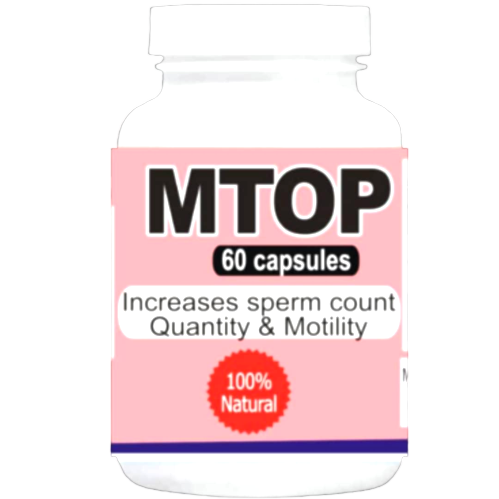 MTOP
60 capsules
Increases sperm count
Quantity & Motility
100%
Natural
M